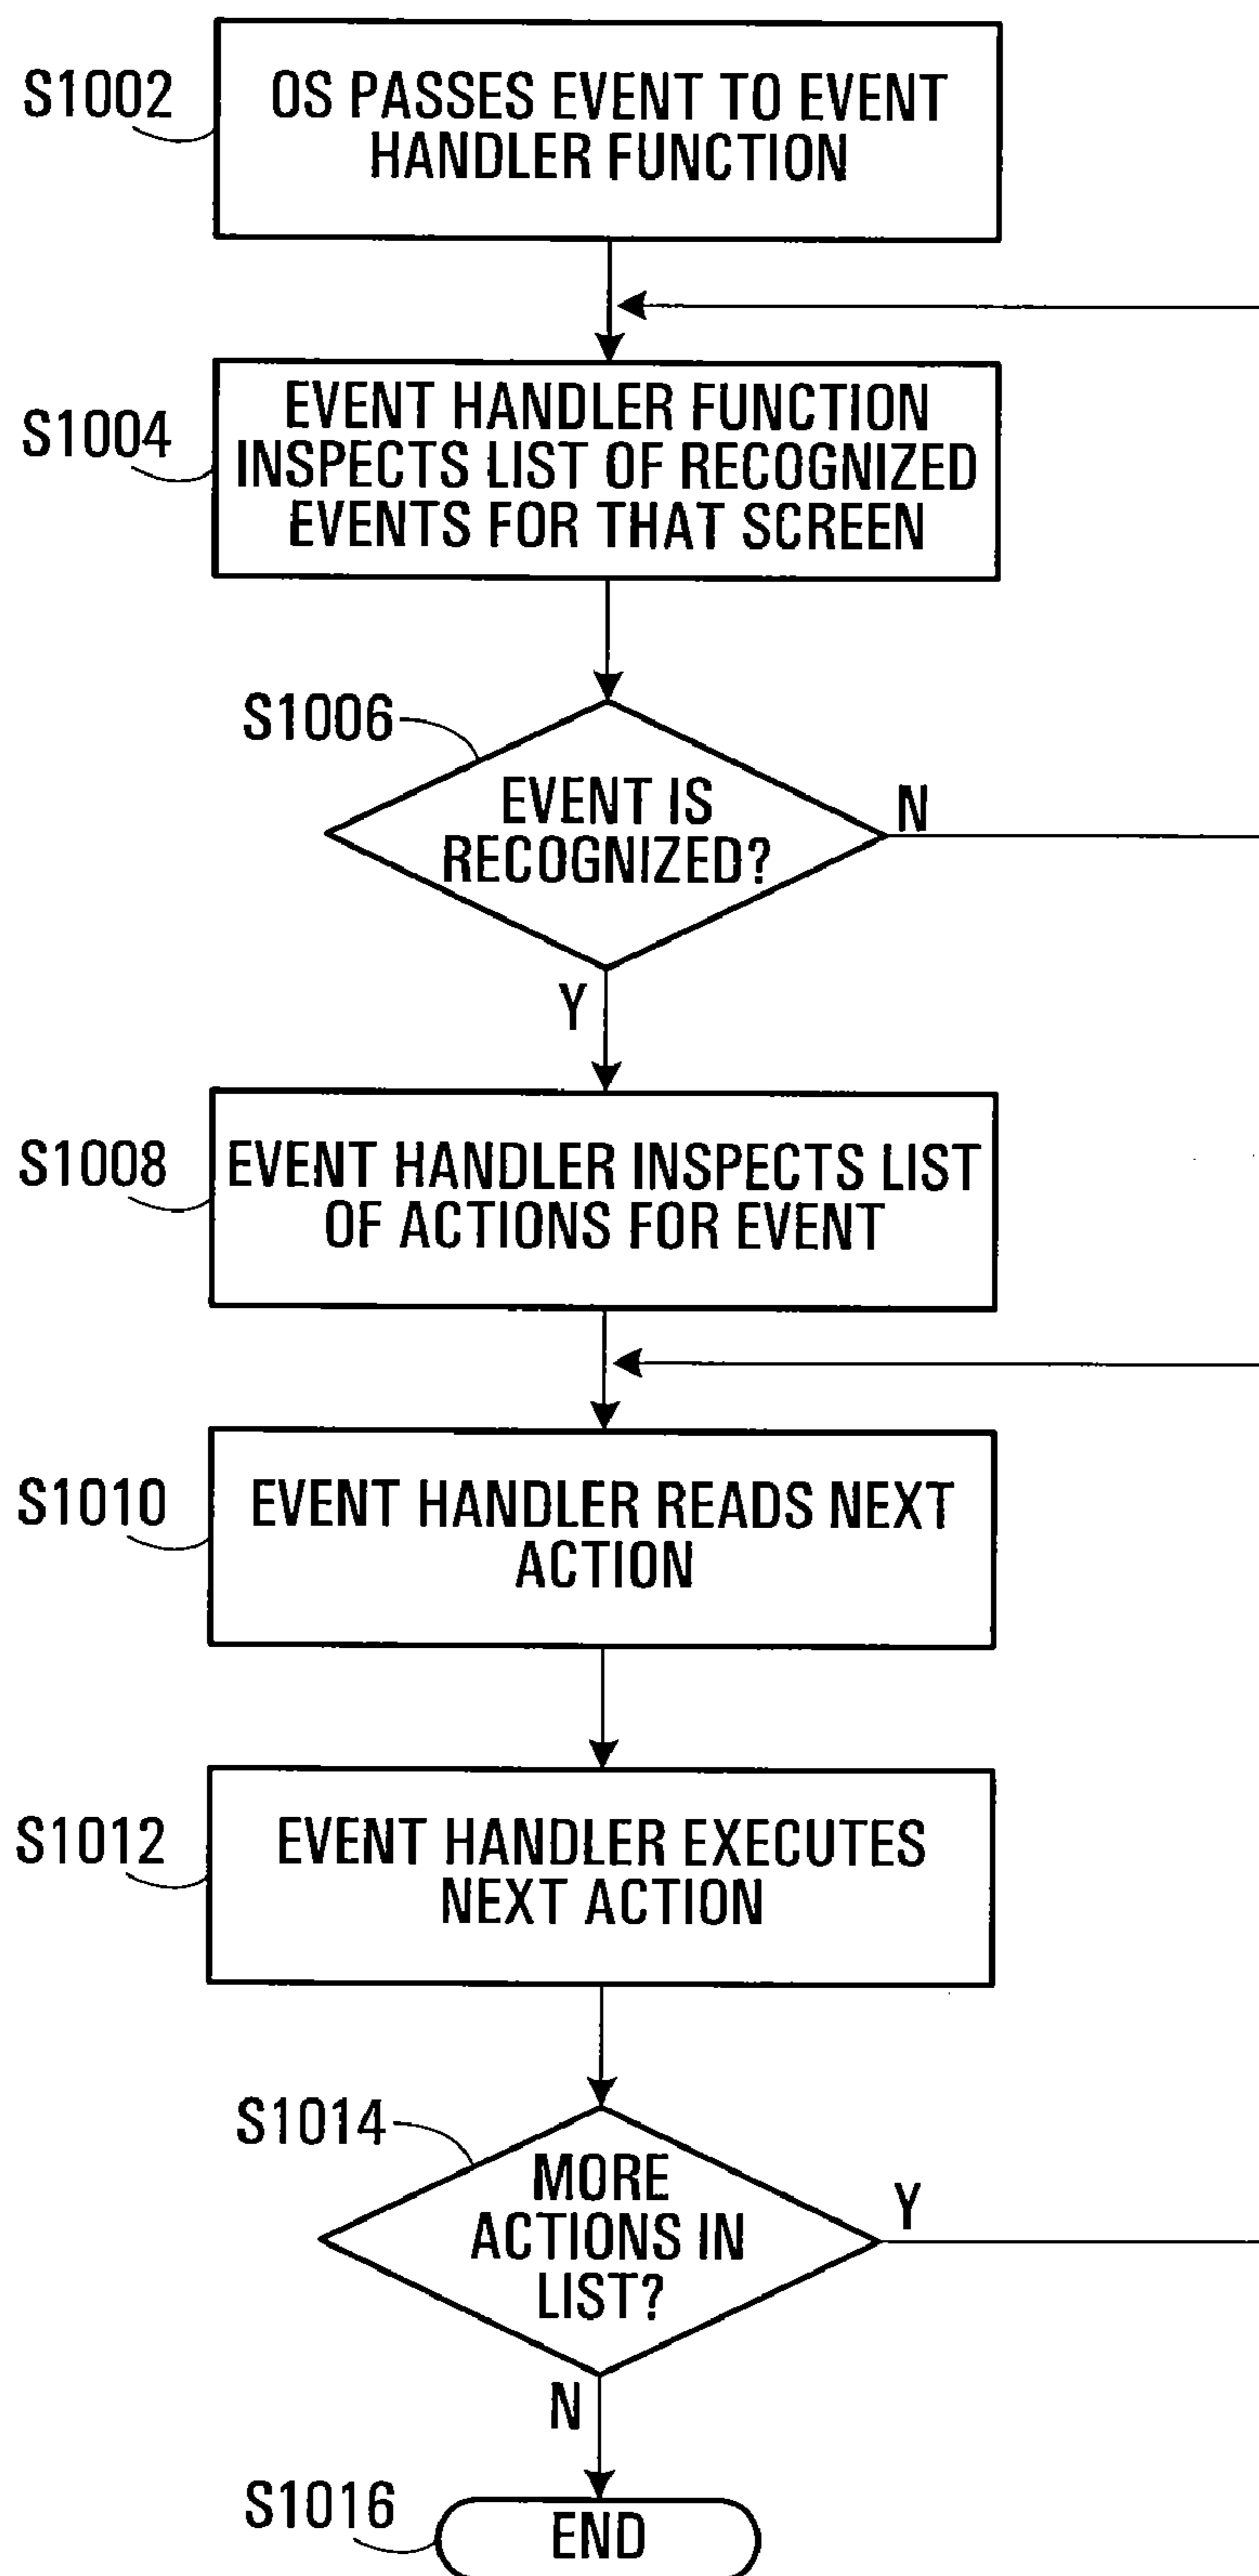 S1002
OS PASSES EVENT TO EVENT
HANDLER FUNCTION
S1004
EVENT HANDLER FUNCTION
INSPECTS LIST OF RECOGNIZED
EVENTS FOR THAT SCREEN
S1006
EVENT IS
RECOGNIZED?
N
Y
S1008
EVENT HANDLER INSPECTS LIST
OF ACTIONS FOR EVENT
S1010
EVENT HANDLER READS NEXT
ACTION
S1012
EVENT HANDLER EXECUTES
NEXT ACTION
S1014
MORE
ACTIONS IN
LIST?
Y
N
S1016
END